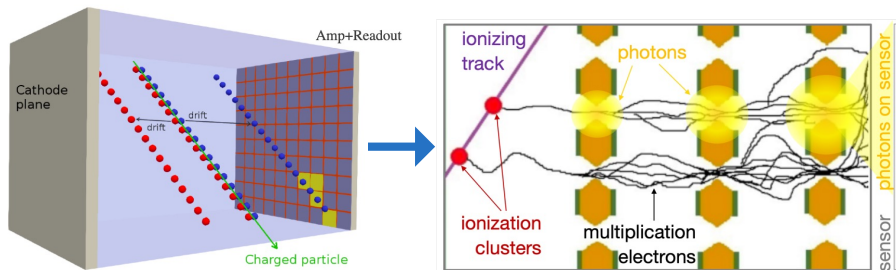 Amp+Readout
Cathode
plane
drift
drift
Charged particle
ionizing
track
photons
ionization
clusters
multiplication
electrons
photons on sensor
sensor